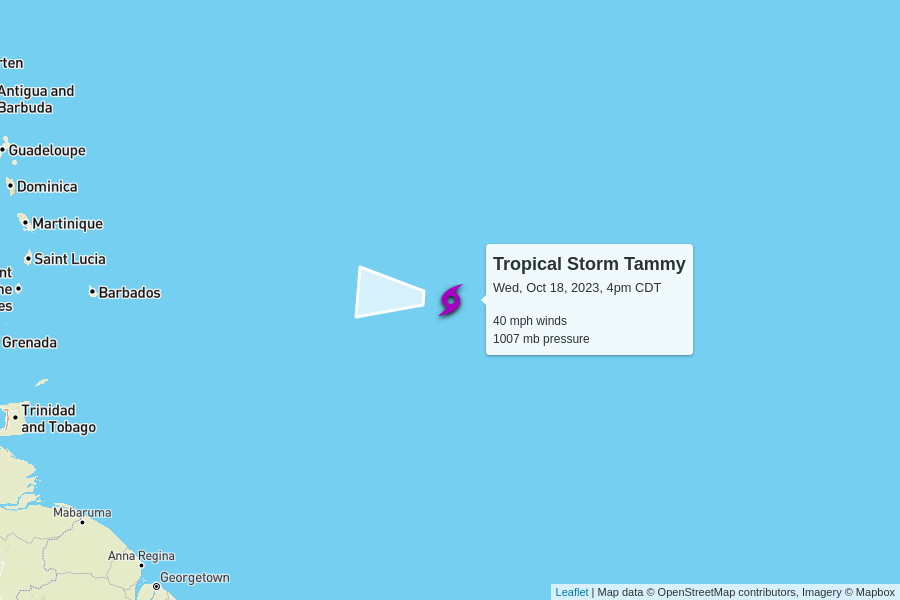 rten
Antigua and
Barbuda
Guadeloupe
Dominica
Martinique
Saint Lucia
nt
ne
es
Barbados
Grenada
Trinidad
and Tobago
Mabaruma
Anna Regina
Georgetown
Tropical Storm Tammy
Wed, Oct 18, 2023, 4pm CDT
40 mph winds
1007 mb pressure
Leaflet | Map data © OpenStreetMap contributors, Imagery © Mapbox